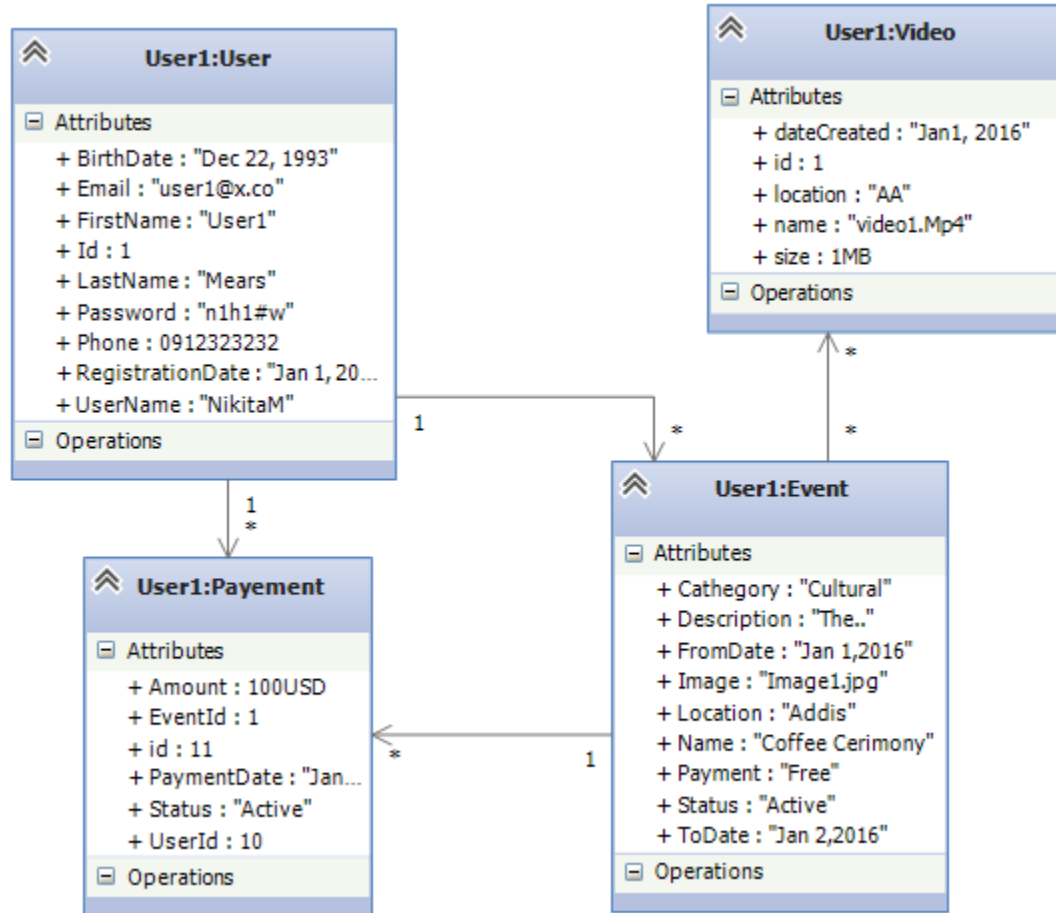 User1:User
Attributes
+ BirthDate : "Dec 22, 1993"
+ Email : "user1@x.co"
+ FirstName : "User1"
+ Id : 1
+ LastName : "Mears"
+ Password : "n1h1#w"
+ Phone : 0912323232
+ RegistrationDate : "Jan 1, 20...
+ UserName : "NikitaM"
Operations
User1:Video
Attributes
+ dateCreated : "Jan1, 2016"
+ id : 1
+ location : "AA"
+ name : "video1.Mp4"
+ size : 1MB
Operations
1
*
*
*
1
*
User1:Payement
Attributes
+ Amount : 100USD
+ EventId : 1
+ id : 11
+ PaymentDate : "Jan...
+ Status : "Active"
+ UserId : 10
Operations
*
1
User1:Event
Attributes
+ Cathegory : "Cultural"
+ Description : "The.."
+ FromDate : "Jan 1,2016"
+ Image : "Image1.jpg"
+ Location : "Addis"
+ Name : "Coffee Cerimony"
+ Payment : "Free"
+ Status : "Active"
+ ToDate : "Jan 2,2016"
Operations